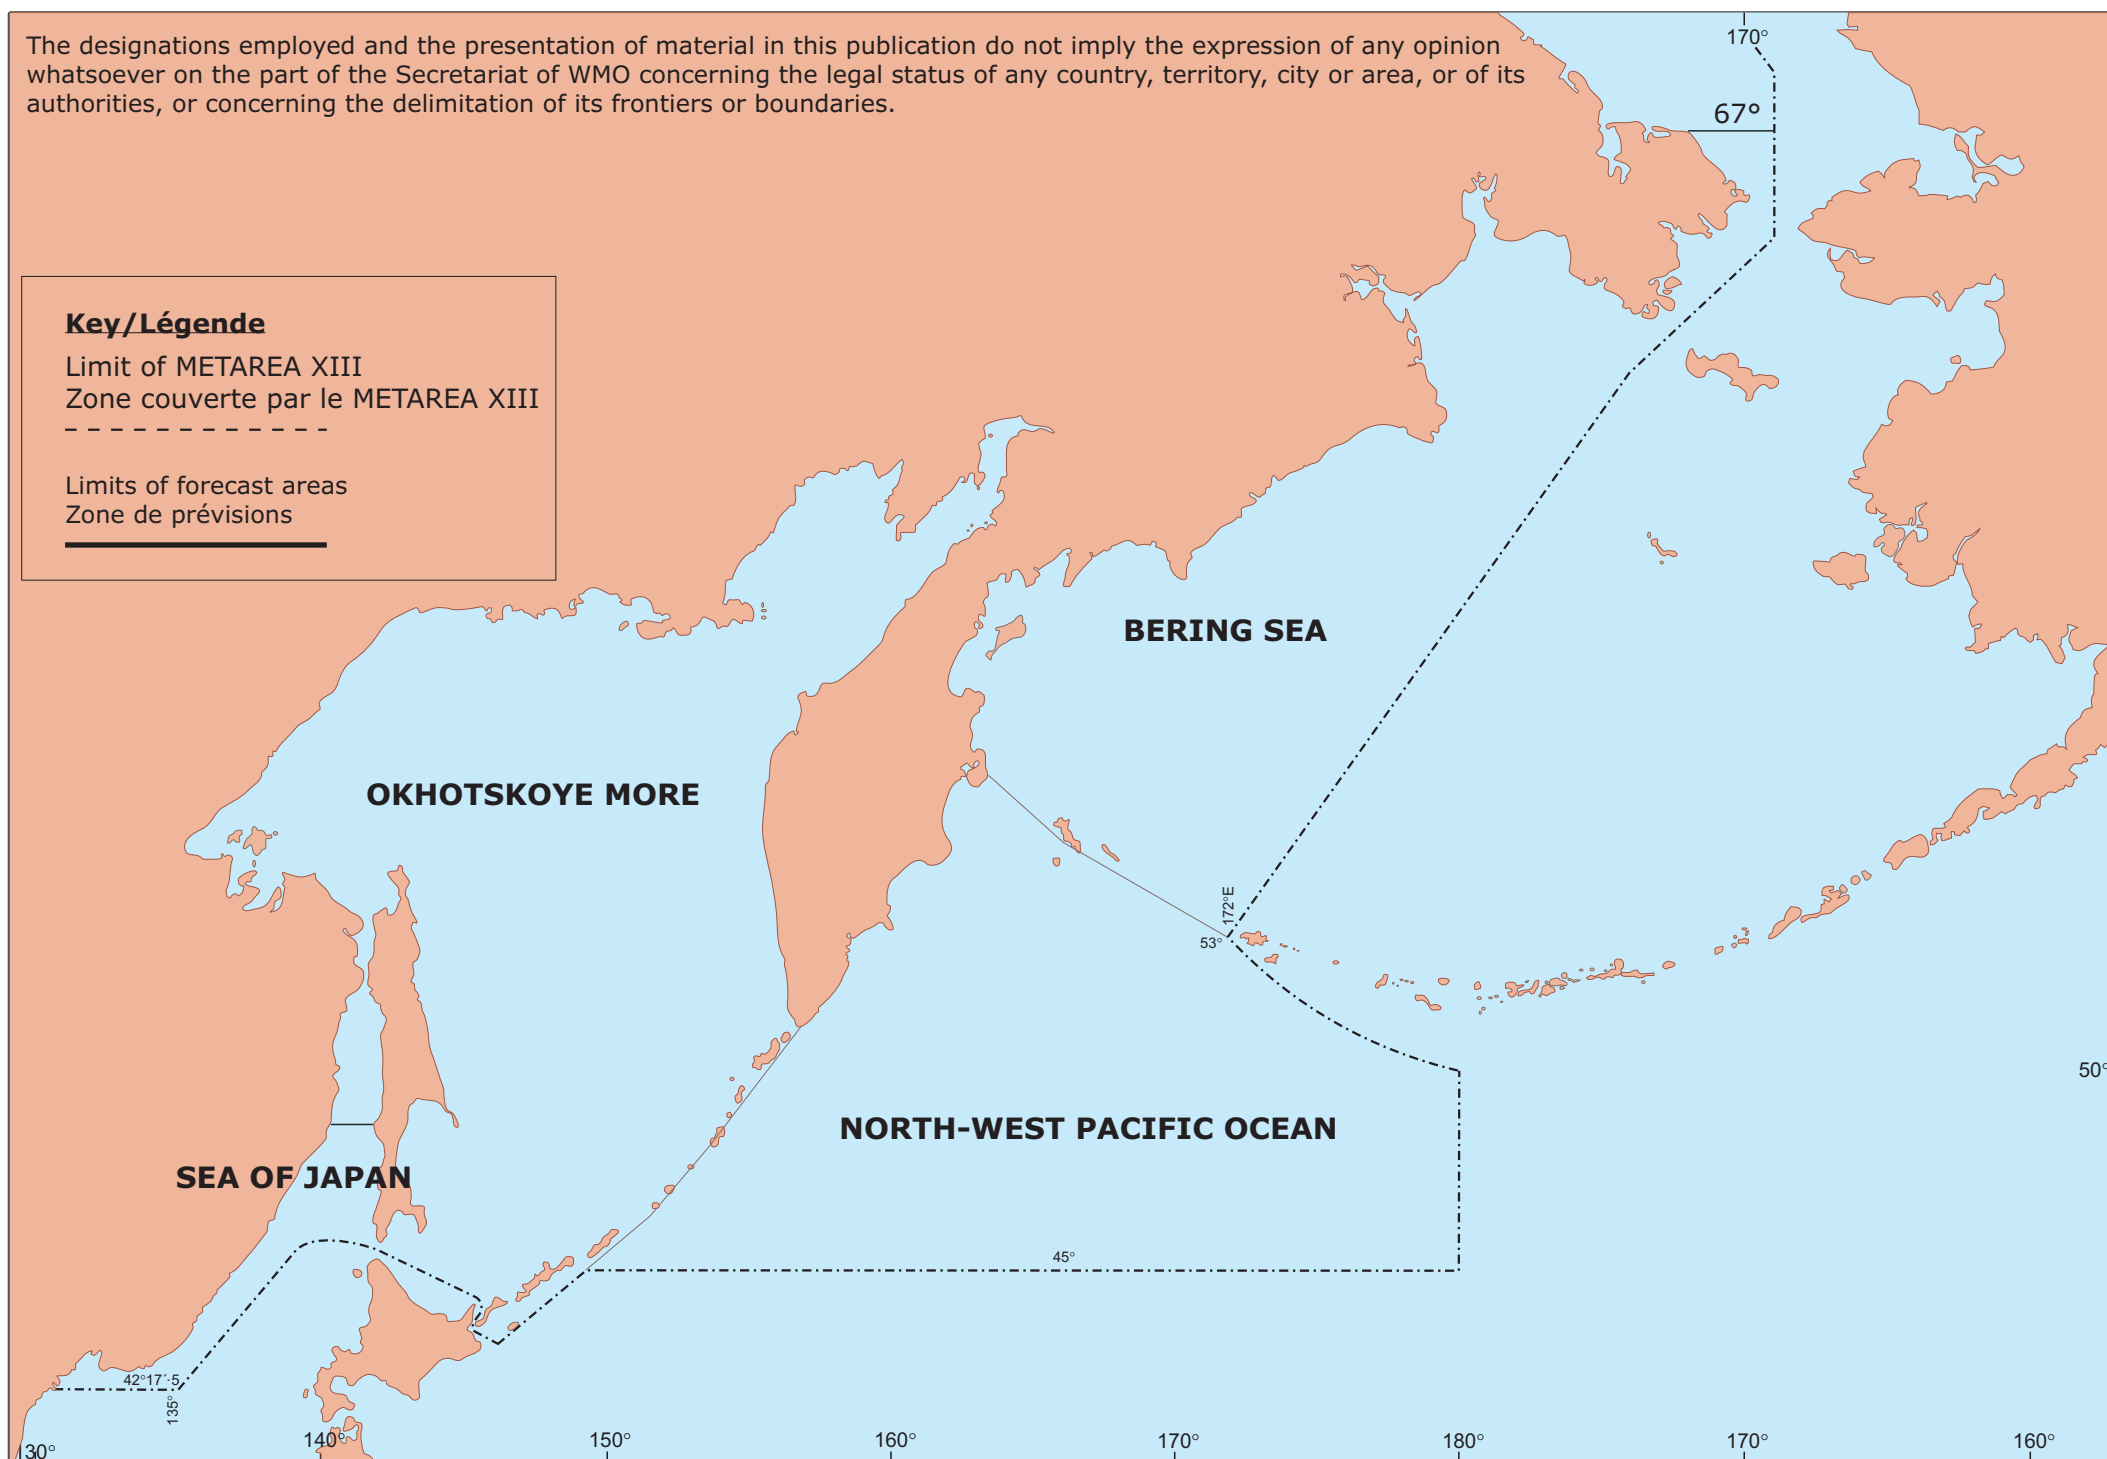 The designations employed and the presentation of material in this publication do not imply the expression of any opinion
whatsoever on the part of the Secretariat of WMO concerning the legal status of any country, territory, city or area, or of its
authorities, or concerning the delimitation of its frontiers or boundaries.
170°
67°
Key/Légende
Limit of METAREA XIII
Zone couverte par le METAREA XIII
Limits of forecast areas
Zone de prévisions
BERING SEA
OKHOTSKOYE MORE
172°E
53°
50°
NORTH-WEST PACIFIC OCEAN
SEA OF JAPAN
45°
42°17´·5
135°
130°
140°
150°
160°
170°
180°
170°
160°